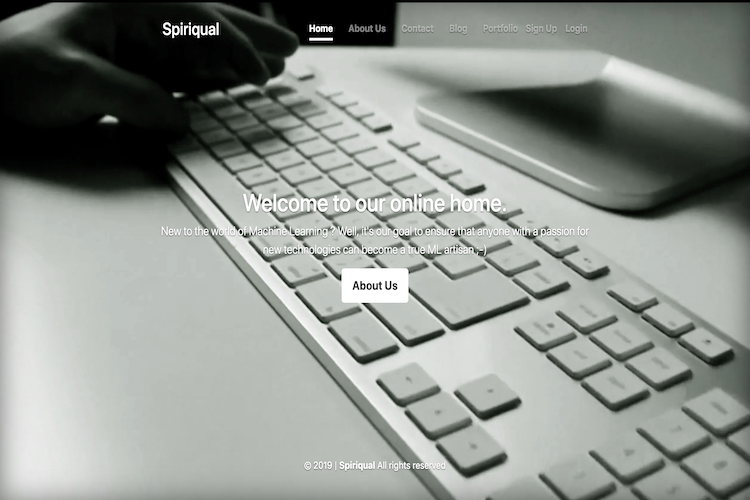 Spiriqual
Home About Us Contact Blog Portfolio Sign Up Login
Welcome to our online home.
New to the world of Machine Learning ? Well, it's our goal to ensure that anyone with a passion for
new technologies can become a true ML artisan ;-)
About Us
© 2019 | Spiriqual All rights reserved